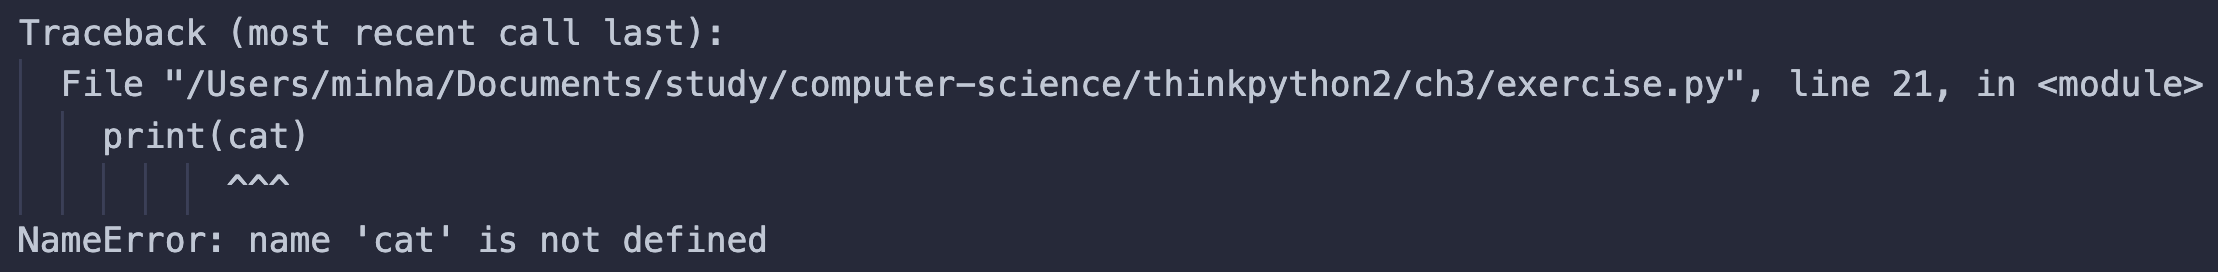 Traceback (most recent call last):
  File "/Users/minha/Documents/study/computer-science/thinkpython2/ch3/exercise.py", line 21, in <module>
    print(cat)
          ^^^
NameError: name 'cat' is not defined